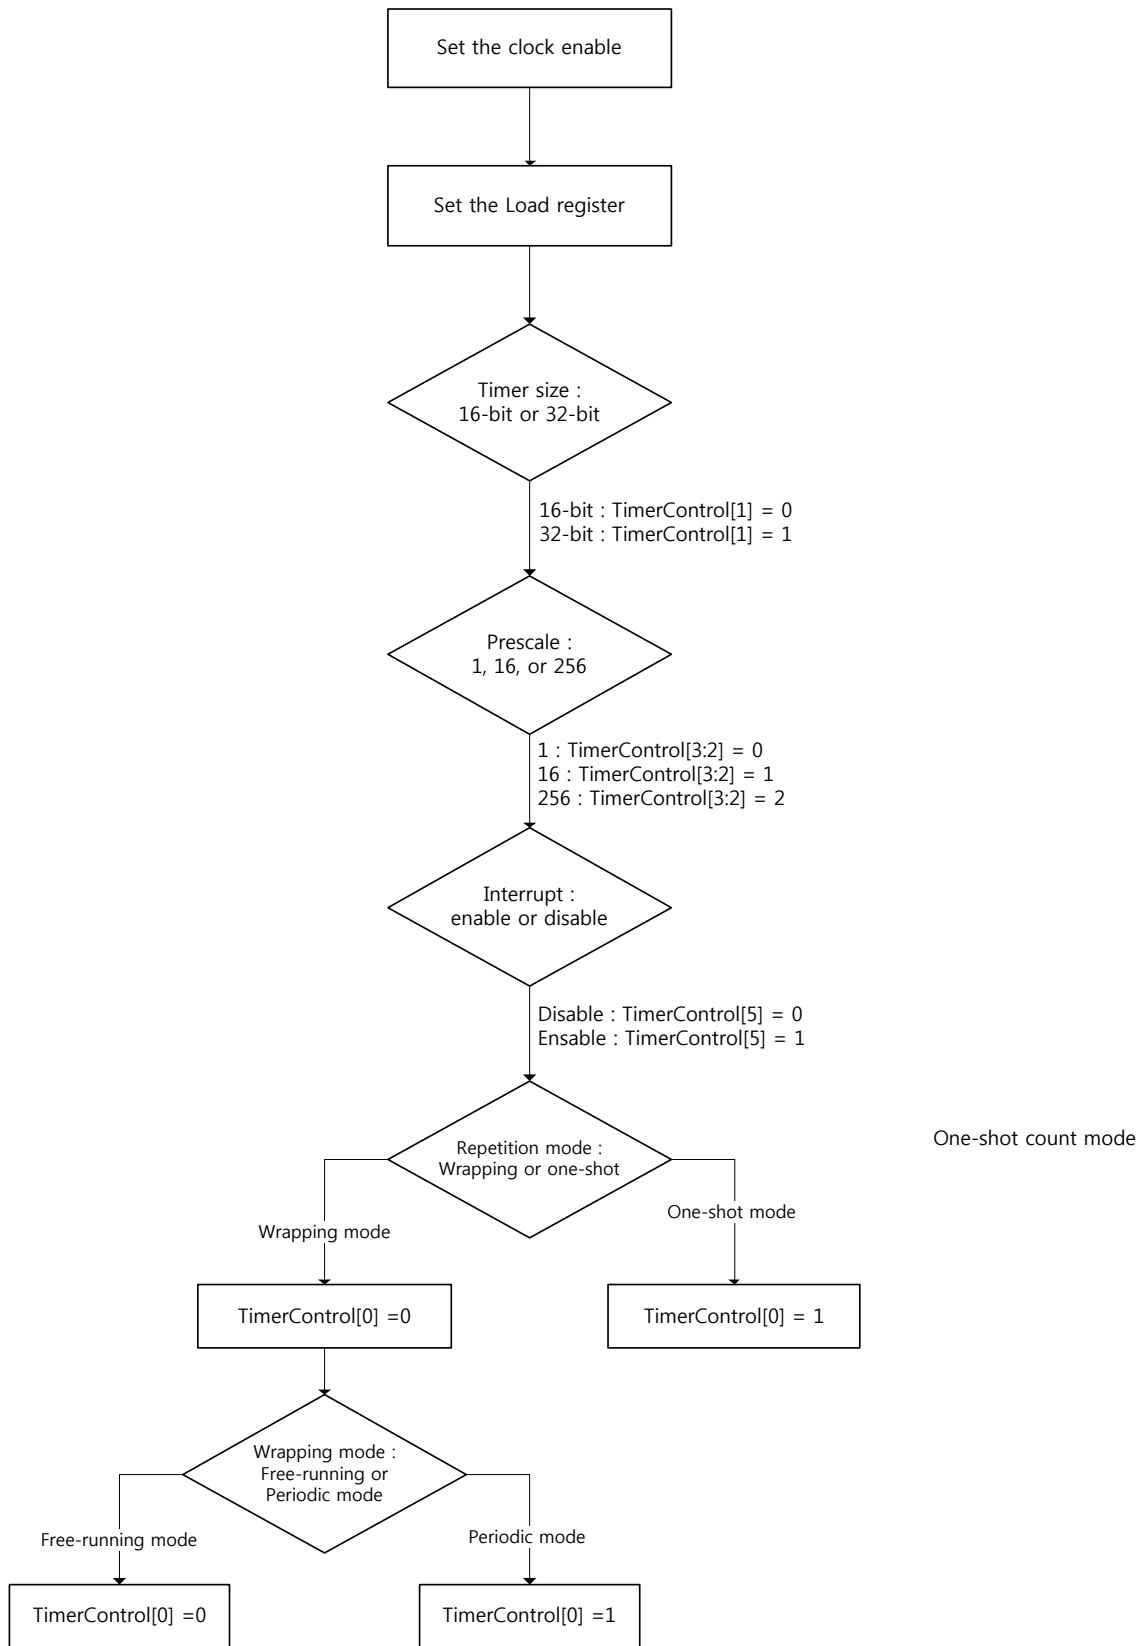 Set the clock enable
Set the Load register
Timer size :
16-bit or 32-bit
16-bit : TimerControl[1] = 0
32-bit : TimerControl[1] = 1
Prescale :
1, 16, or 256
1 : TimerControl[3:2] = 0
16 : TimerControl[3:2] = 1
256 : TimerControl[3:2] = 2
Interrupt :
enable or disable
Disable : TimerControl[5] = 0
Ensable : TimerControl[5] = 1
Repetition mode :
Wrapping or one-shot
One-shot count mode
Wrapping mode
One-shot mode
TimerControl[0] =0
TimerControl[0] = 1
Wrapping mode :
Free-running or
Periodic mode
Free-running mode
Periodic mode
TimerControl[0] =0
TimerControl[0] =1